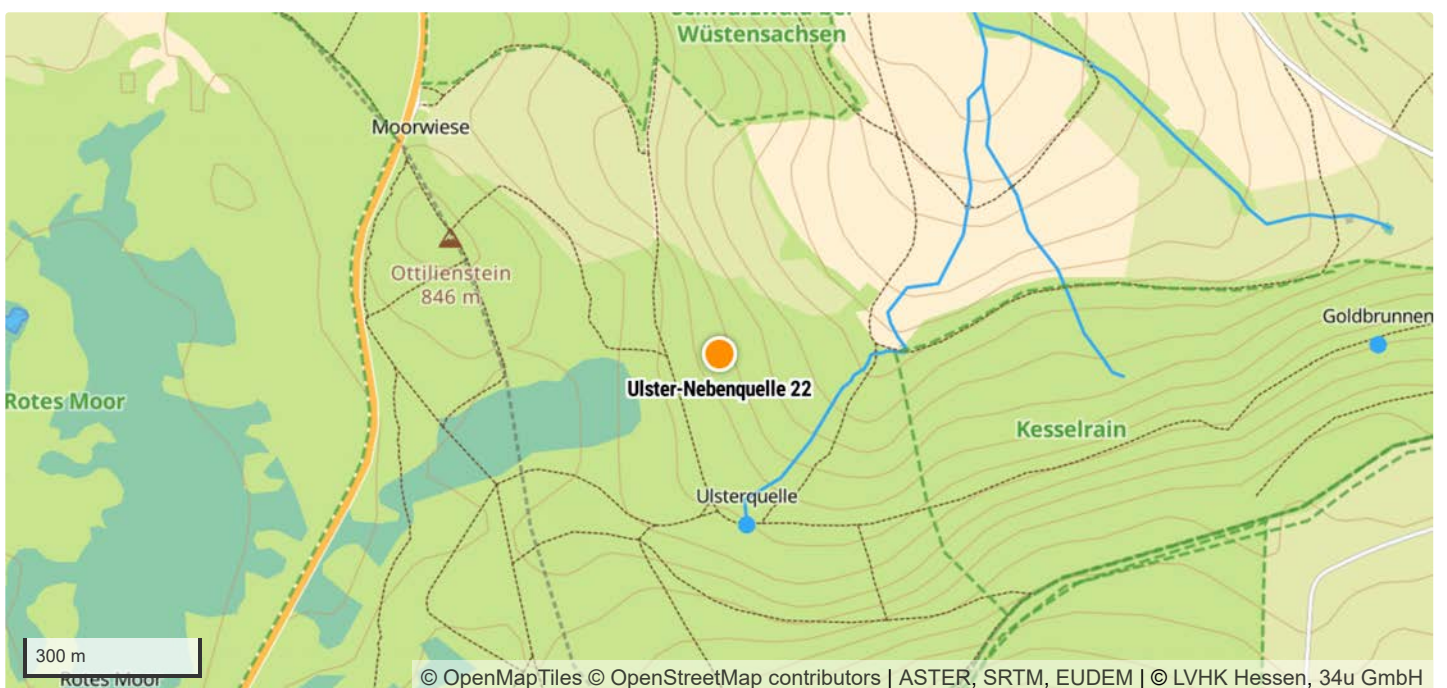 Wüstensachsen
Moorwiese
Ottilienstein
846 m
Goldbrunnen
Ulster-Nebenquelle 22
Rotes Moor
Kesselrain
Ulsterquelle
300 m
Rotes Moor
© OpenMapTiles © OpenStreetMap contributors | ASTER, SRTM, EUDEM | © LVHK Hessen, 34u GmbH